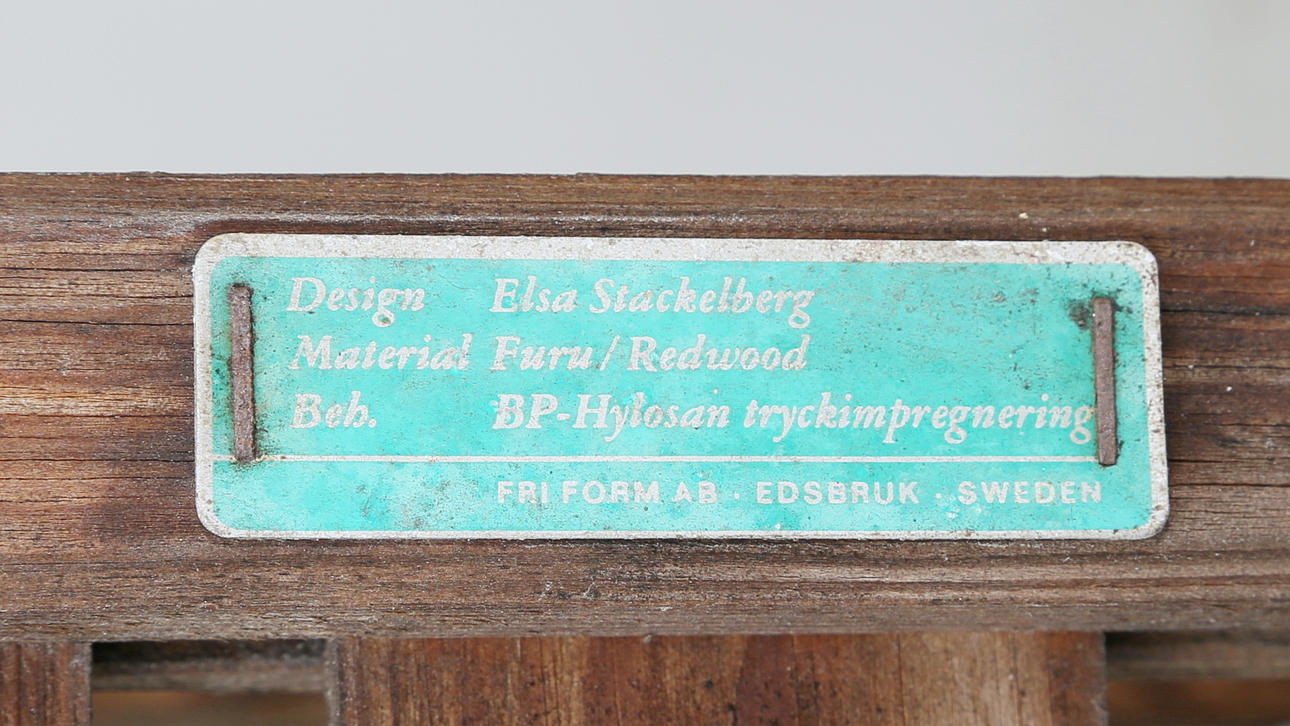 Design Elsa Stackelberg
Material Furu/Redwood
Beh. BP-Hylosan tryckimpregnering
FRI FORM AB · EDSBRUK · SWEDEN